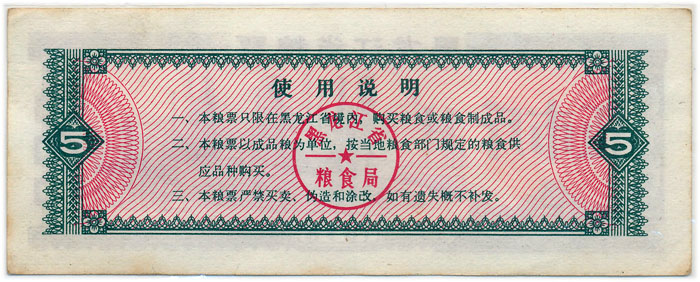 使用说明
一、本粮票只限在黑龙江省境内，购买粮食或粮食制成品。
二、本粮票以成品粮为单位，按当地粮食部门规定的粮食供
应品种购买。
三、本粮票严禁买卖、伪造和涂改，如有遗失概不补发。
黑龙江省
粮食局
5
5